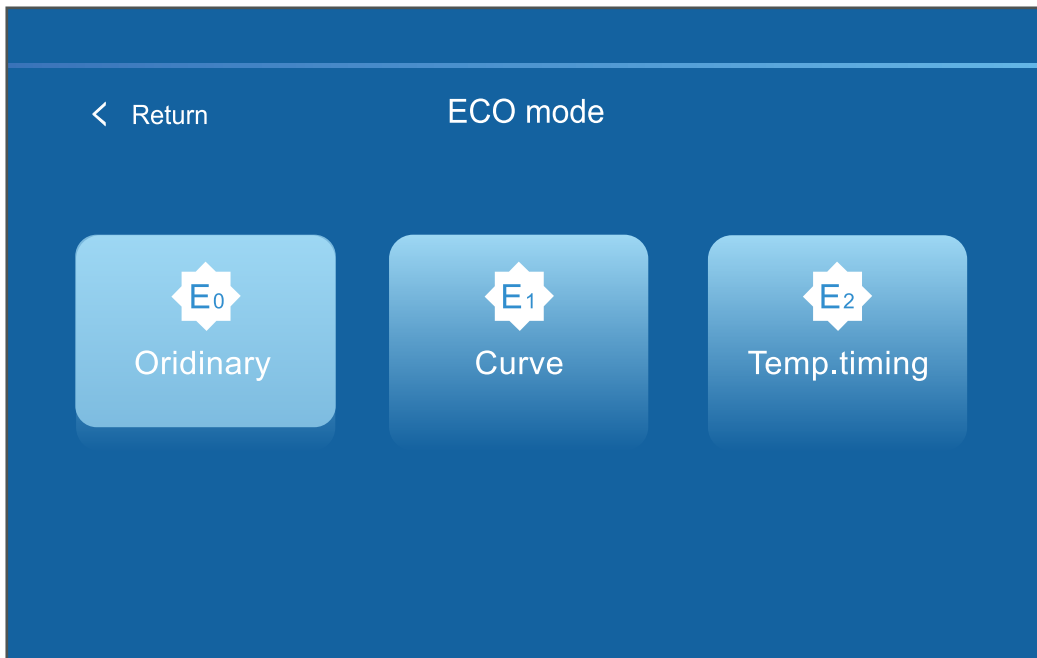 Return
ECO mode
E0
Oridinary
E1
Curve
E2
Temp.timing